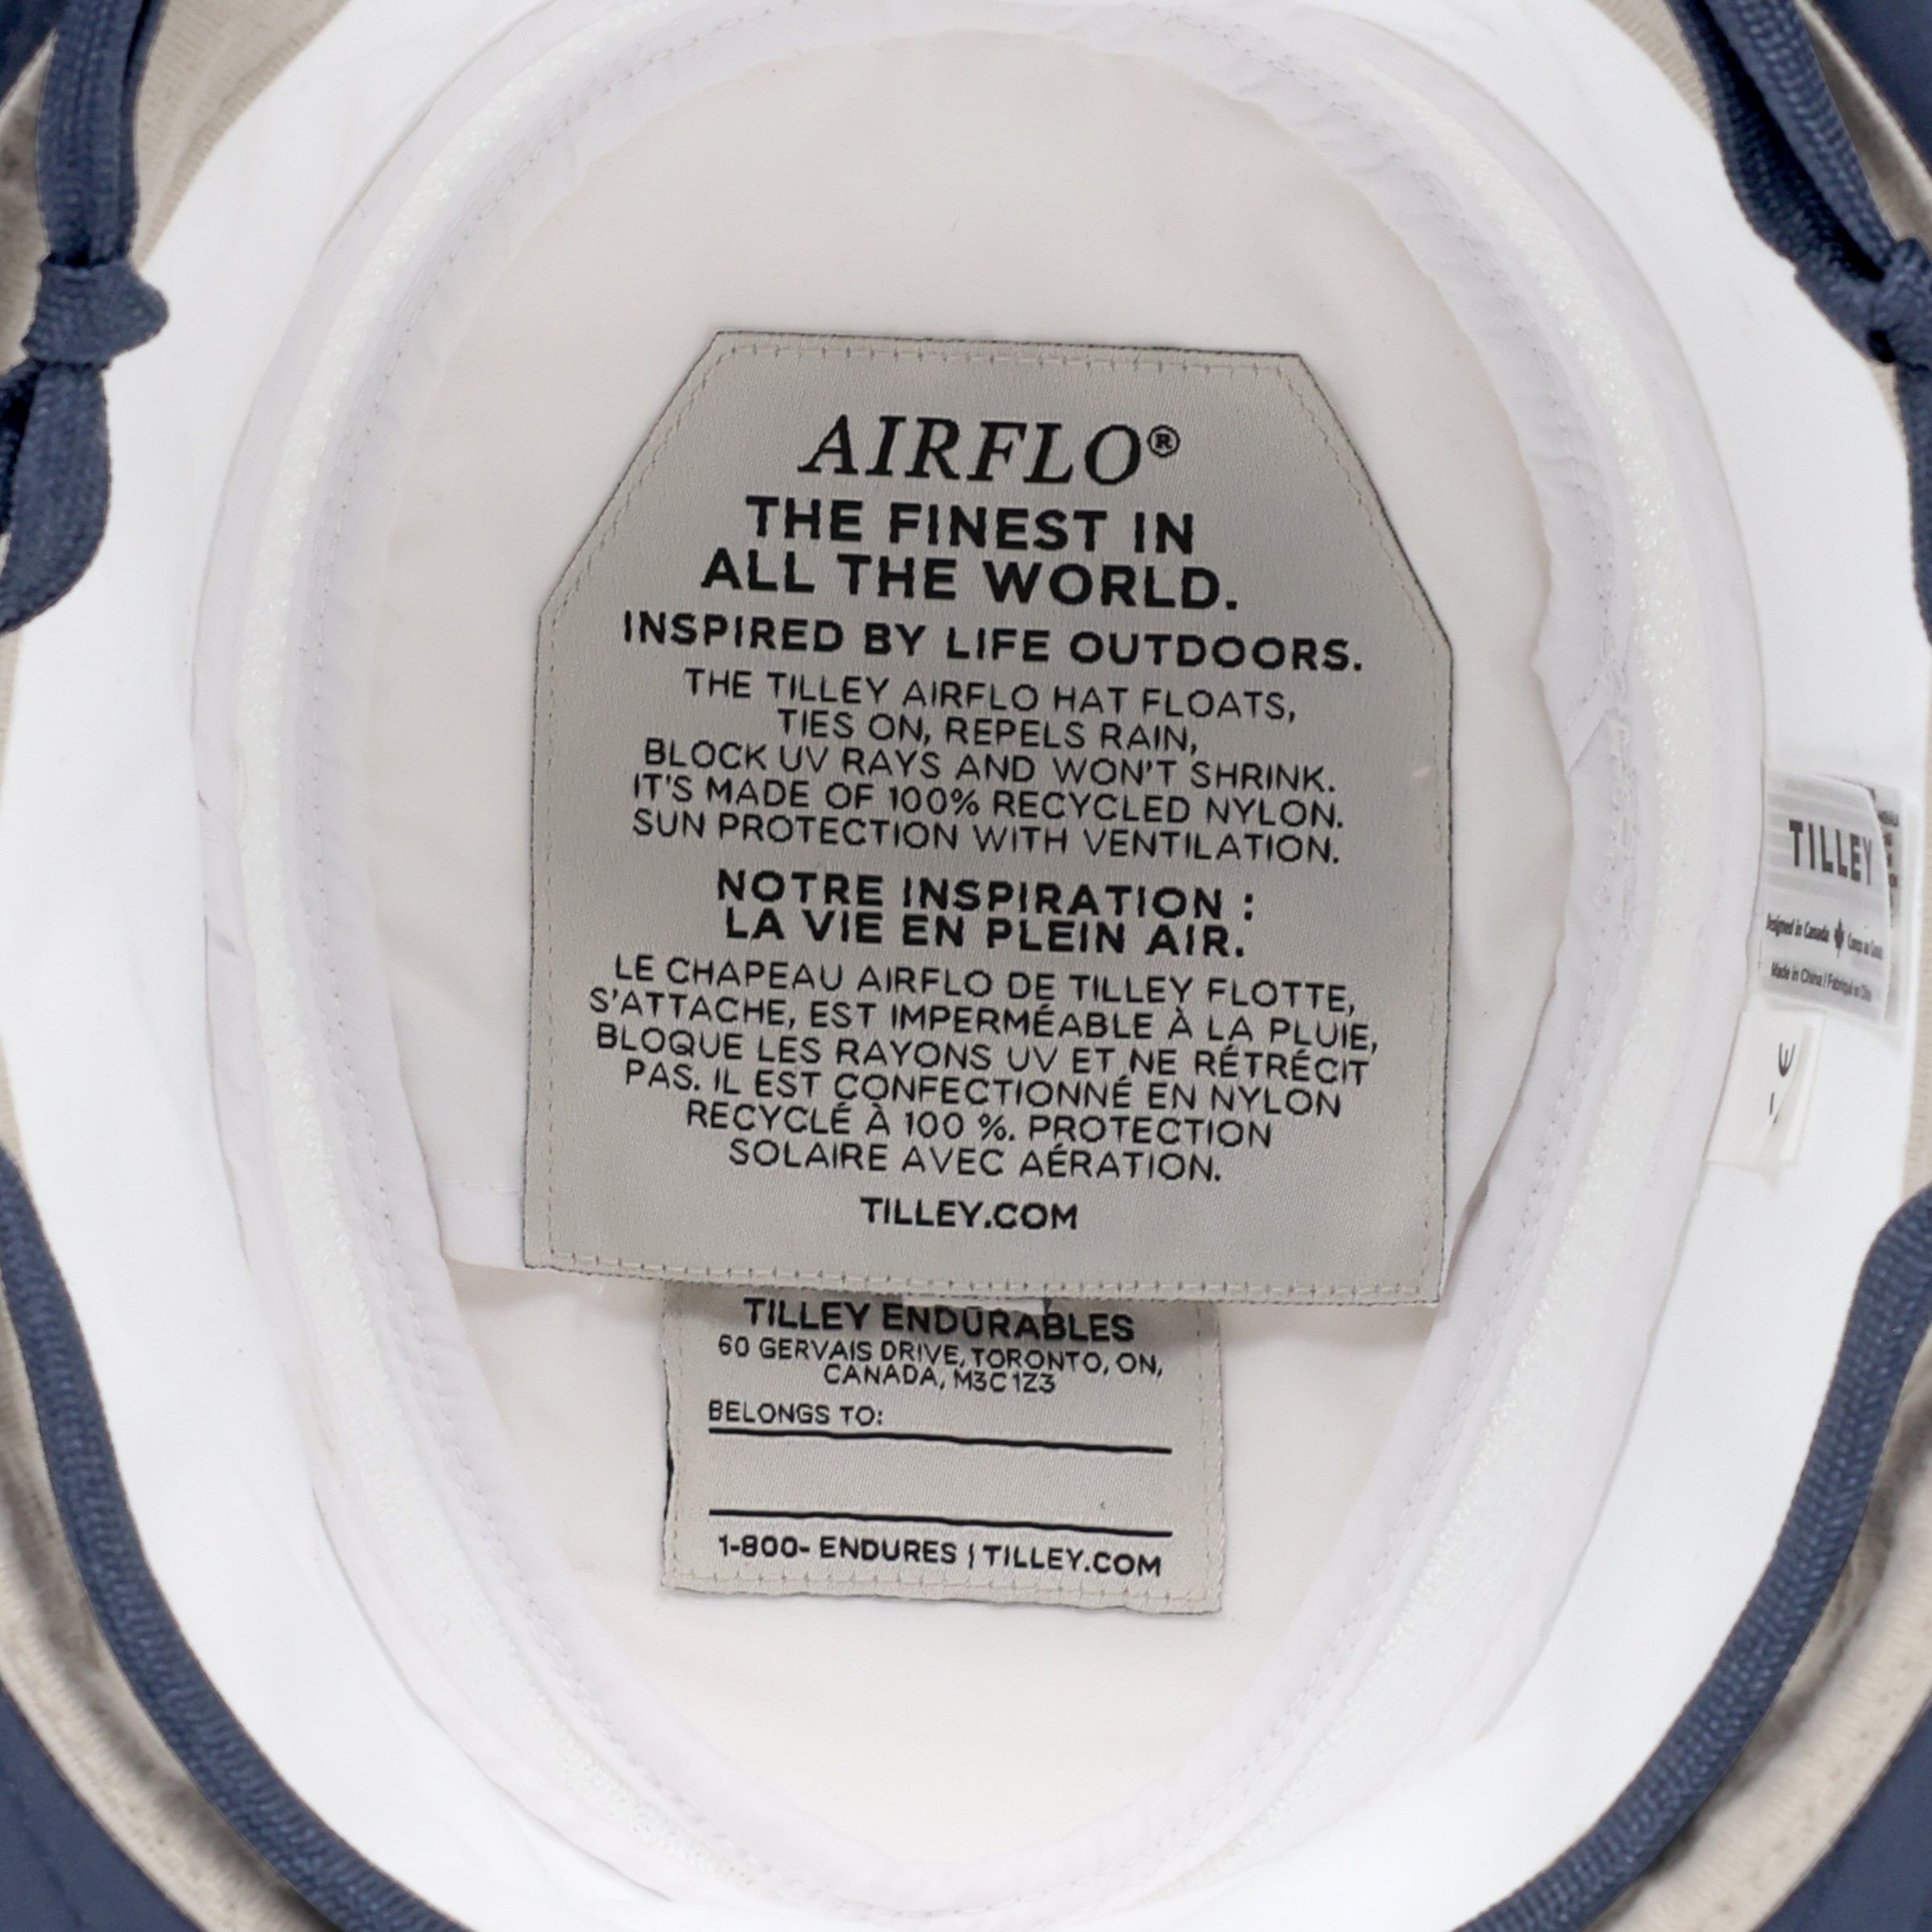 AIRFLO®
THE FINEST IN
ALL THE WORLD.
INSPIRED BY LIFE OUTDOORS.
THE TILLEY AIRFLO HAT FLOATS,
TIES ON, REPELS RAIN,
BLOCK UV RAYS AND WON'T SHRINK.
IT'S MADE OF 100% RECYCLED NYLON.
SUN PROTECTION WITH VENTILATION.
NOTRE INSPIRATION :
LA VIE EN PLEIN AIR.
LE CHAPEAU AIRFLO DE TILLEY FLOTTE,
S'ATTACHE, EST IMPERMÉABLE À LA PLUIE,
BLOQUE LES RAYONS UV ET NE RÉTRÉCIT
PAS. IL EST CONFECTIONNÉ EN NYLON
RECYCLÉ À 100 %. PROTECTION
SOLAIRE AVEC AÉRATION.
TILLEY.COM
TILLEY ENDURABLES
60 GERVAIS DRIVE, TORONTO, ON,
CANADA, M3C 1Z3
BELONGS TO:
1-800- ENDURES | TILLEY.COM
TILLEY
Designed in Canada
Made in China /